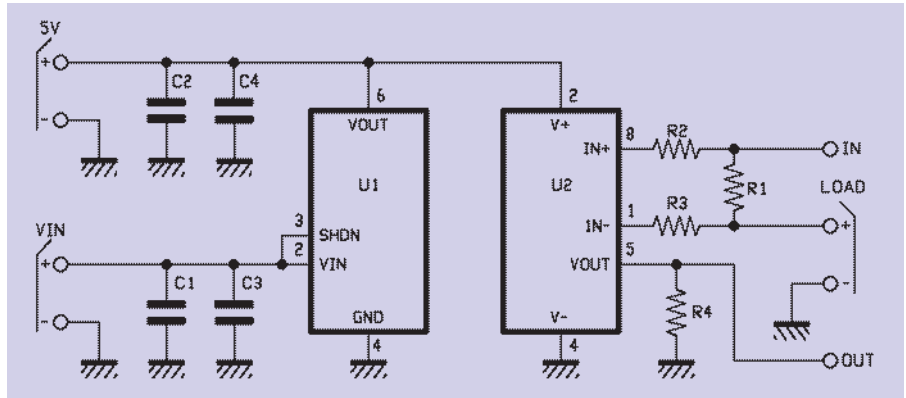 5V
+
C2
C4
-
6
VOUT
U1
3
SHDN
2
VIN
GND
4
VIN
+
C1
C3
-
2
V+
8
IN+
R2
IN
U2
R1
LOAD
1
IN-
R3
+
VOUT
5
-
R4
V-
4
OUT